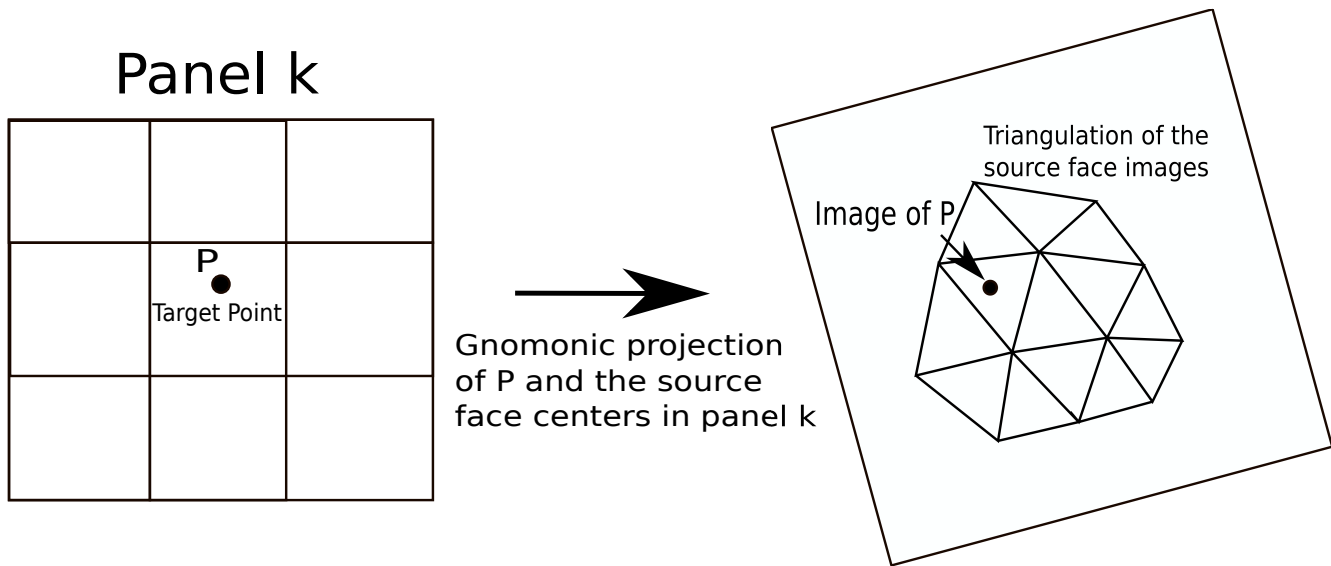 Panel k
P
Target Point
Gnomonic projection
of P and the source
face centers in panel k
Triangulation of the
source face images
Image of P